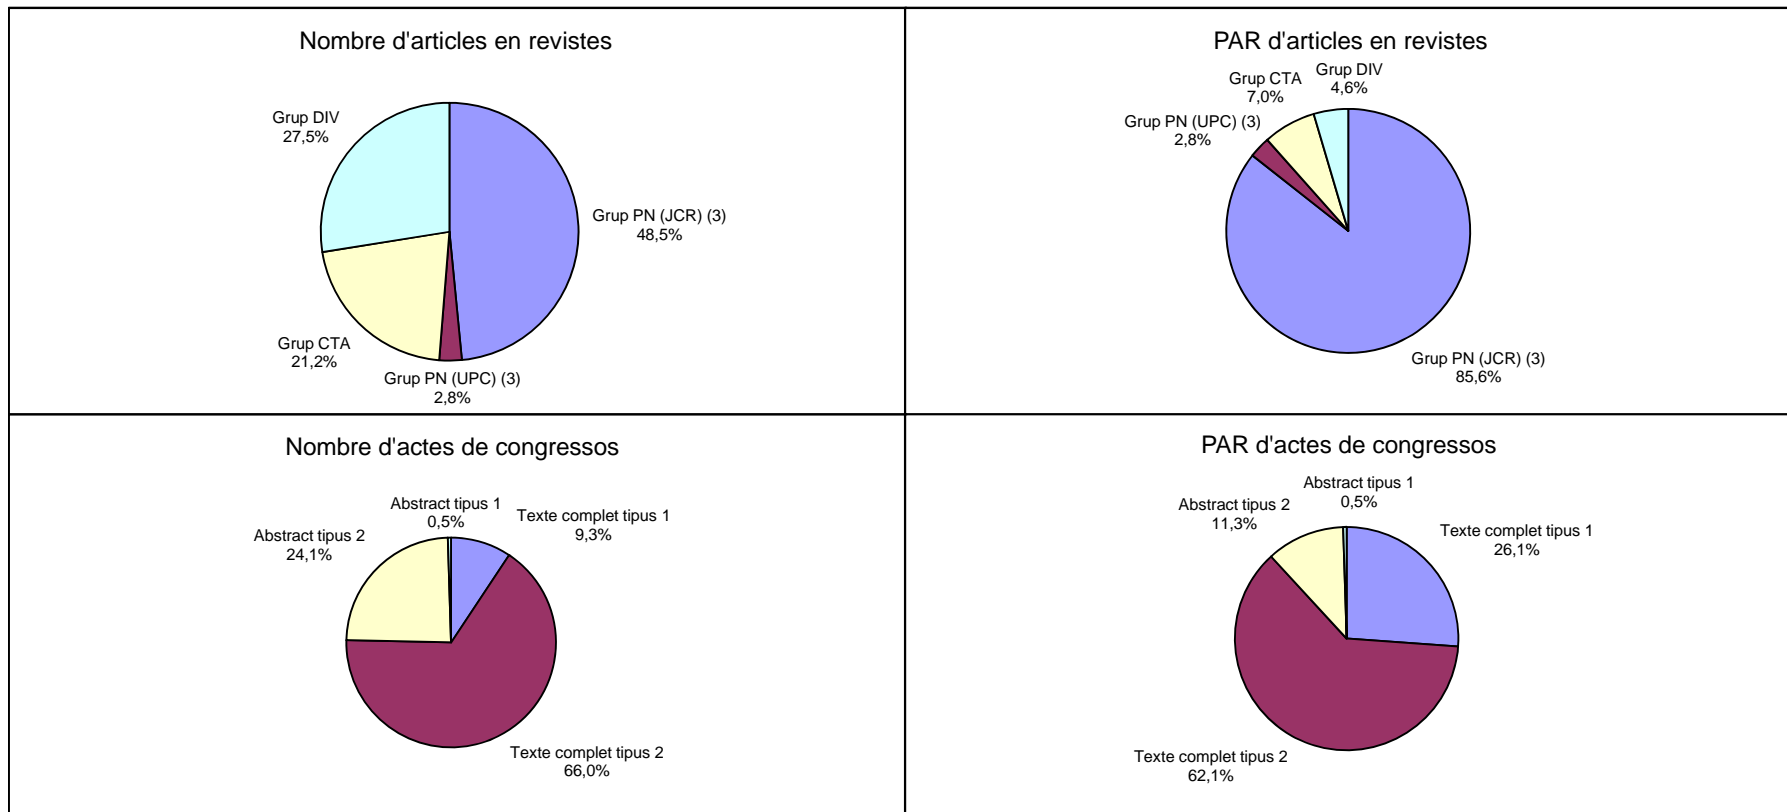 Nombre d'articles en revistes
Grup DIV
27,5%
Grup PN (JCR) (3)
48,5%
Grup CTA
21,2%
Grup PN (UPC) (3)
2,8%
PAR d'articles en revistes
Grup DIV
4,6%
Grup CTA
7,0%
Grup PN (UPC) (3)
2,8%
Grup PN (JCR) (3)
85,6%
Nombre d'actes de congressos
Abstract tipus 1
0,5%
Texte complet tipus 1
9,3%
Abstract tipus 2
24,1%
Texte complet tipus 2
66,0%
PAR d'actes de congressos
Abstract tipus 1
0,5%
Abstract tipus 2
11,3%
Texte complet tipus 1
26,1%
Texte complet tipus 2
62,1%